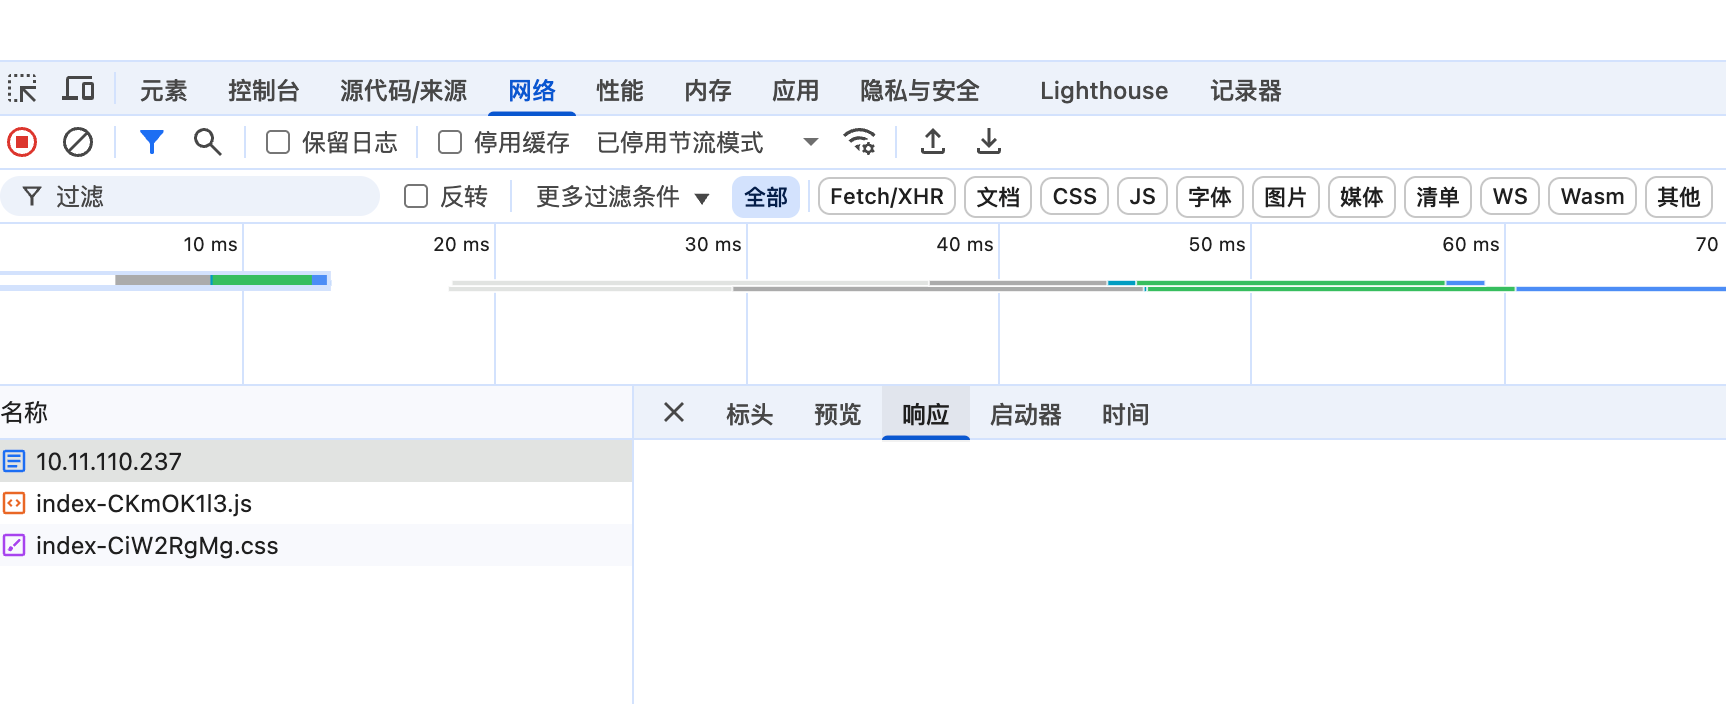 元素 控制台 源代码/来源 网络 性能 内存 应用 隐私与安全 Lighthouse 记录器
保留日志 停用缓存 已停用节流模式
过滤 反转 更多过滤条件 全部 Fetch/XHR 文档 CSS JS 字体 图片 媒体 清单 WS Wasm 其他
10 ms 20 ms 30 ms 40 ms 50 ms 60 ms 70
名称 标头 预览 响应 启动器 时间
10.11.110.237
index-CKmOK1l3.js
index-CiW2RgMg.css